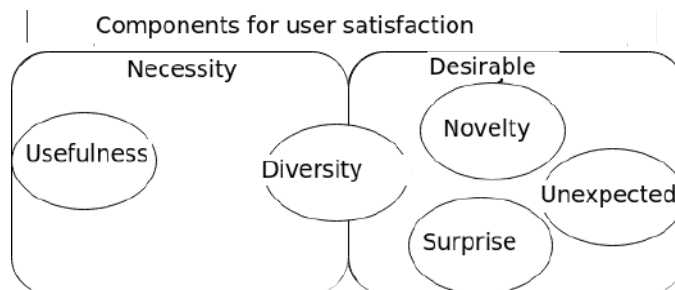 Components for user satisfaction
Necessity
Desirable
Usefulness
Diversity
Novelty
Unexpected
Surprise